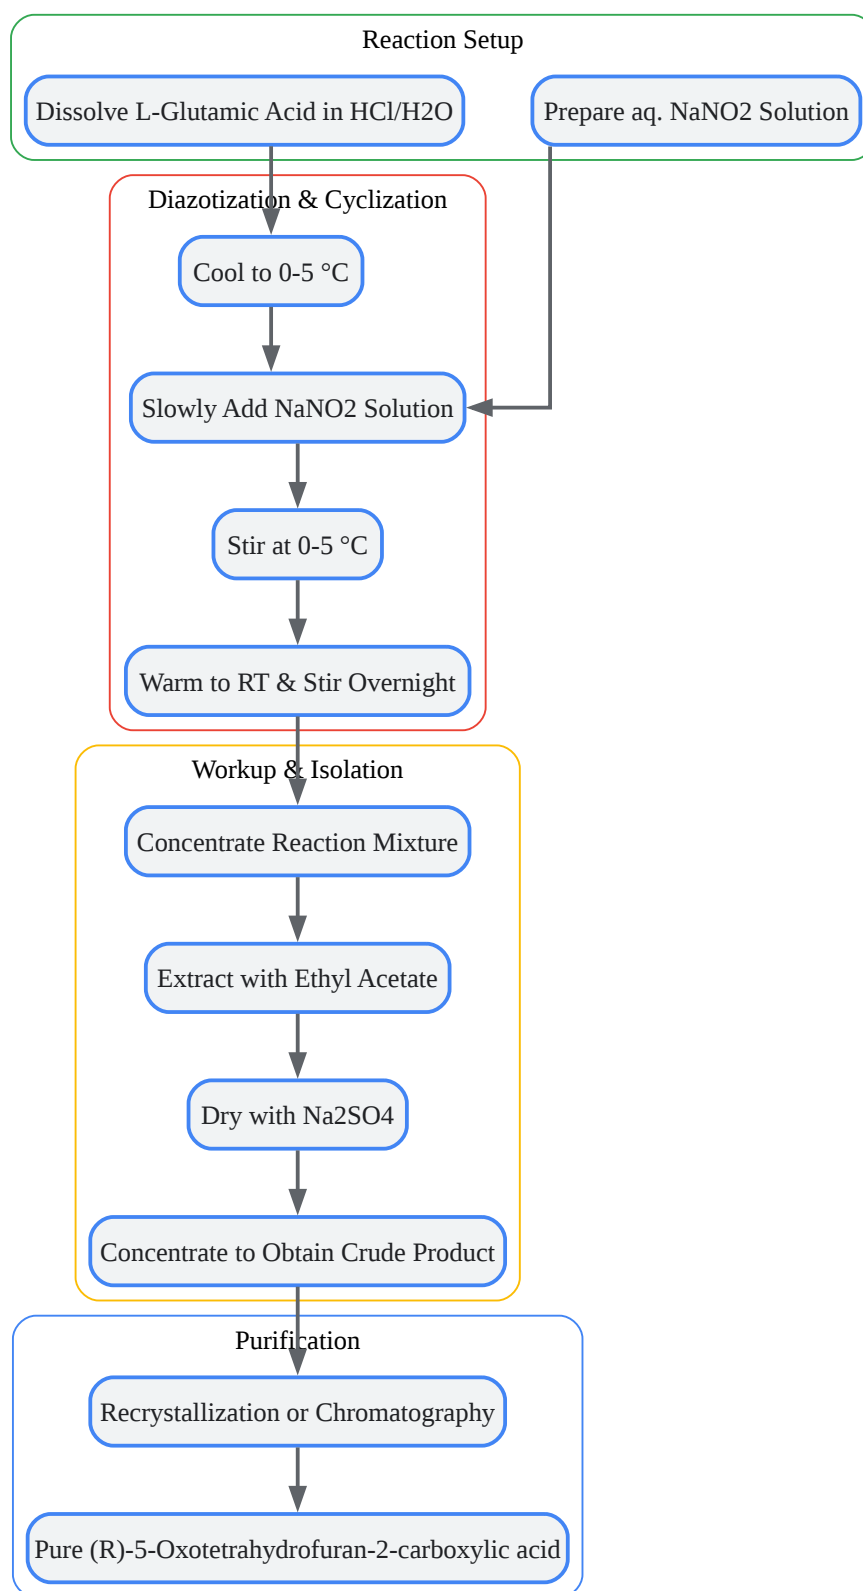 Reaction Setup
Dissolve L-Glutamic Acid in HCl/H2O
Prepare aq. NaNO2 Solution
Diazotization & Cyclization
Cool to 0-5 °C
Slowly Add NaNO2 Solution
Stir at 0-5 °C
Warm to RT & Stir Overnight
Workup & Isolation
Concentrate Reaction Mixture
Extract with Ethyl Acetate
Dry with Na2SO4
Concentrate to Obtain Crude Product
Purification
Recrystallization or Chromatography
Pure (R)-5-Oxotetrahydrofuran-2-carboxylic acid